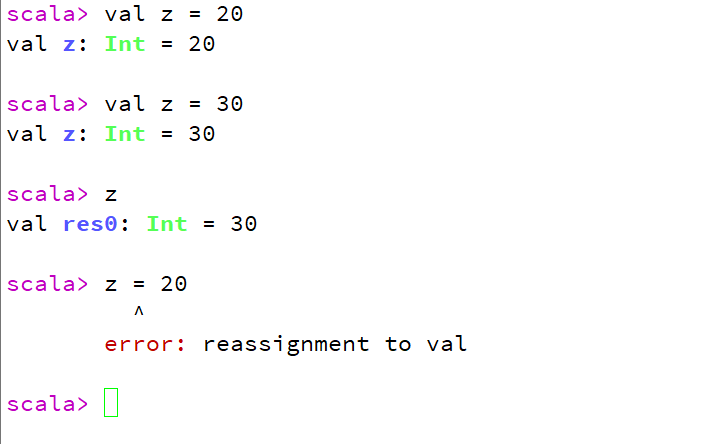 scala> val z = 20
val z: Int = 20
scala> val z = 30
val z: Int = 30
scala> z
val res0: Int = 30
scala> z = 20
^
error: reassignment to val
scala>